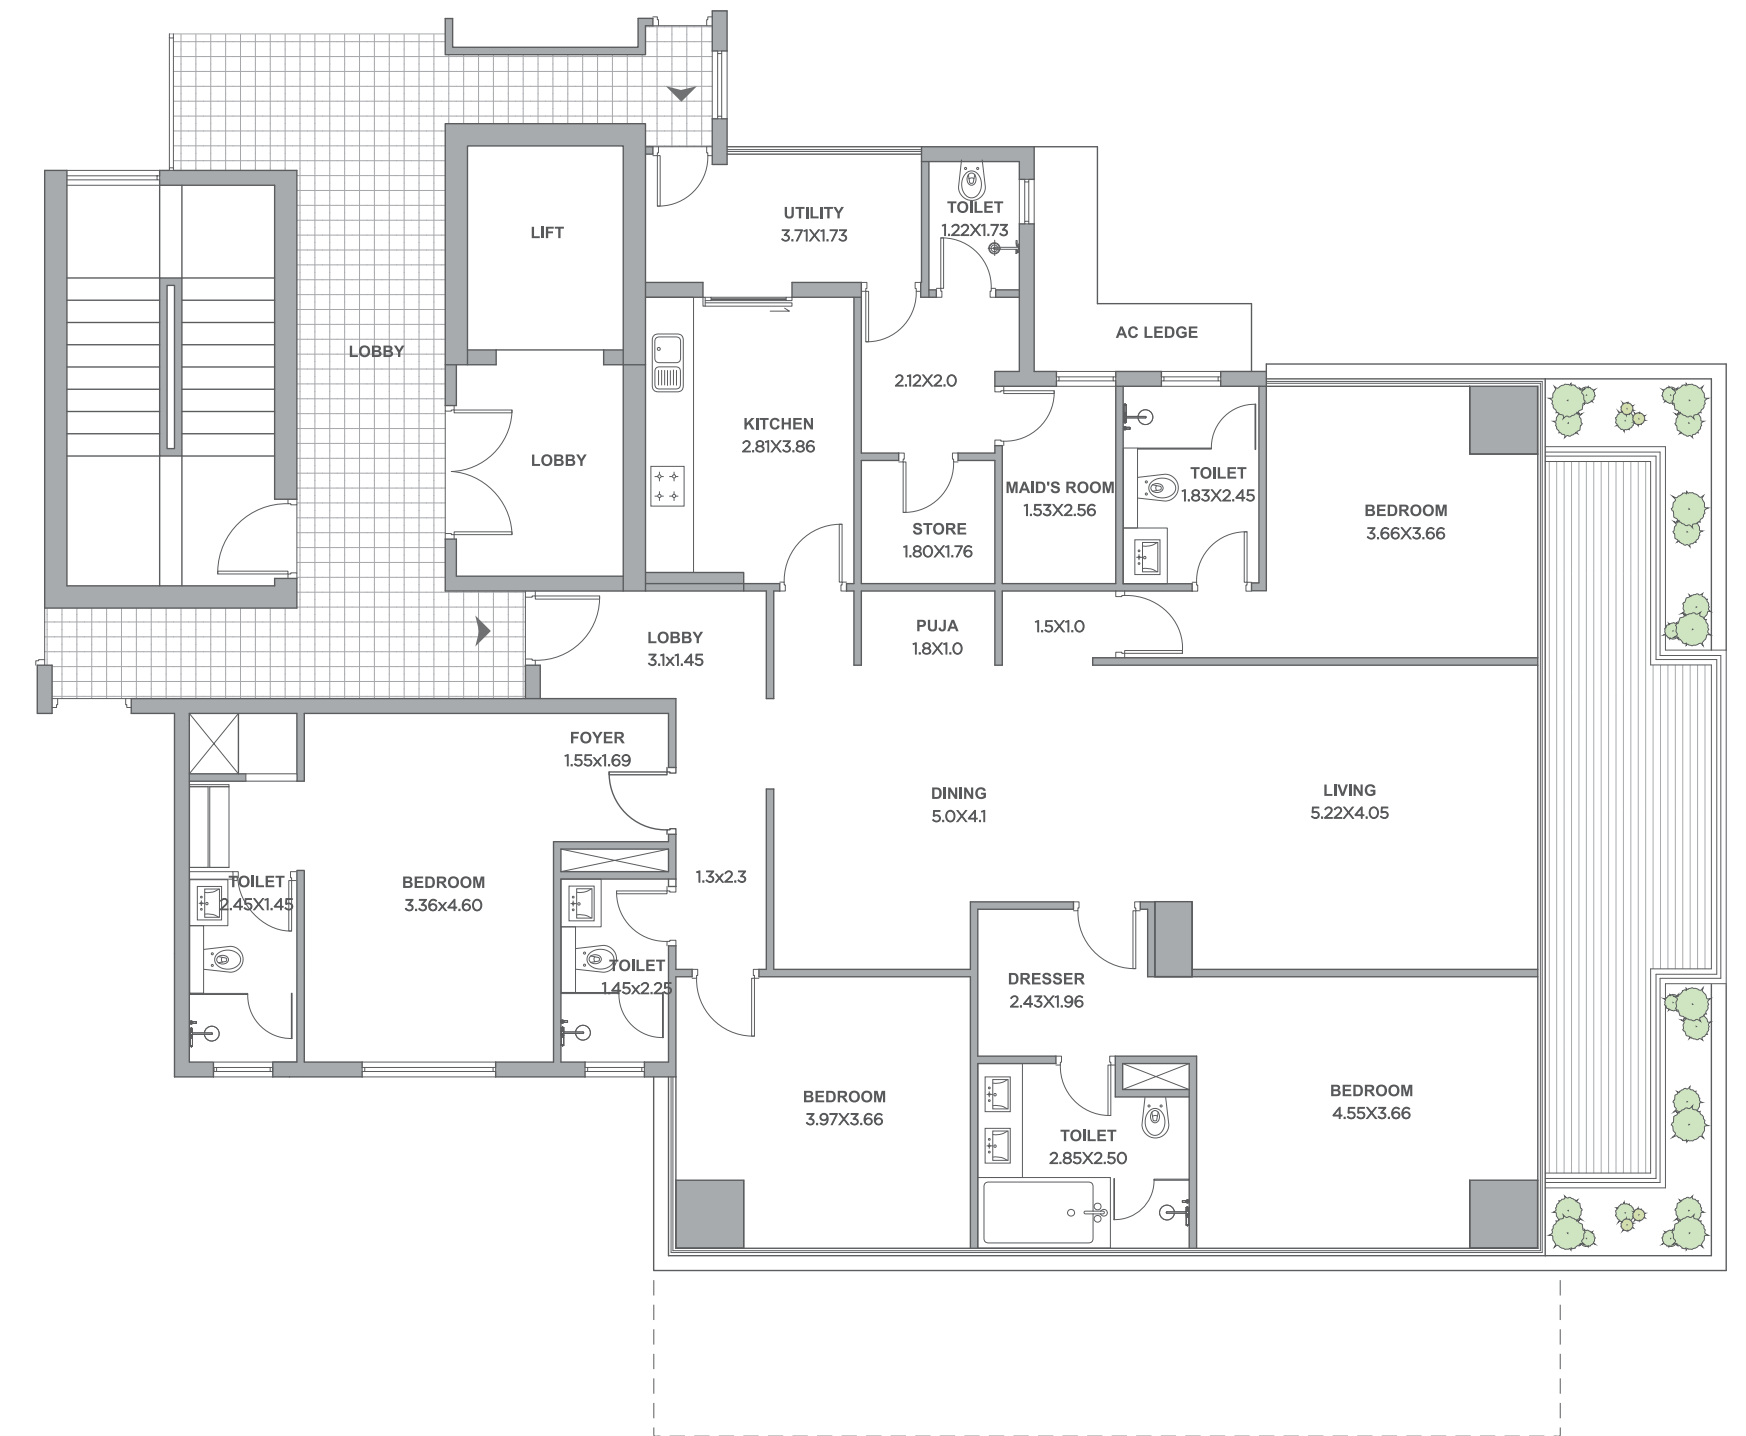 TOILET
1.22X1.73
UTILITY
3.71X1.73
LIFT
AC LEDGE
LOBBY
2.12X2.0
KITCHEN
2.81X3.86
LOBBY
TOILET
1.83X2.45
MAID'S ROOM
1.53X2.56
BEDROOM
3.66X3.66
STORE
1.80X1.76
PUJA
1.8X1.0
1.5X1.0
LOBBY
3.1x1.45
FOYER
1.55x1.69
DINING
5.0X4.1
LIVING
5.22X4.05
TOILET
2.45X1.45
BEDROOM
3.36x4.60
1.3x2.3
TOILET
1.45x2.25
DRESSER
2.43X1.96
BEDROOM
3.97X3.66
BEDROOM
4.55X3.66
TOILET
2.85X2.50